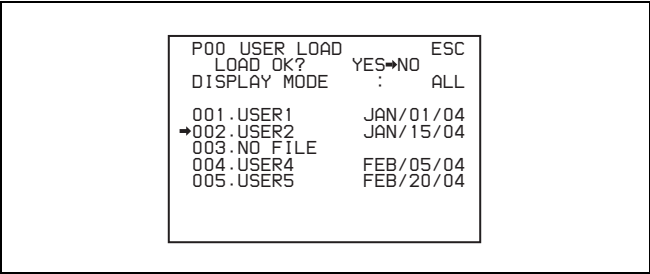 P00 USER LOAD ESC
LOAD OK? YES➡NO
DISPLAY MODE : ALL
001.USER1 JAN/01/04
➡002.USER2 JAN/15/04
003.NO FILE
004.USER4 FEB/05/04
005.USER5 FEB/20/04